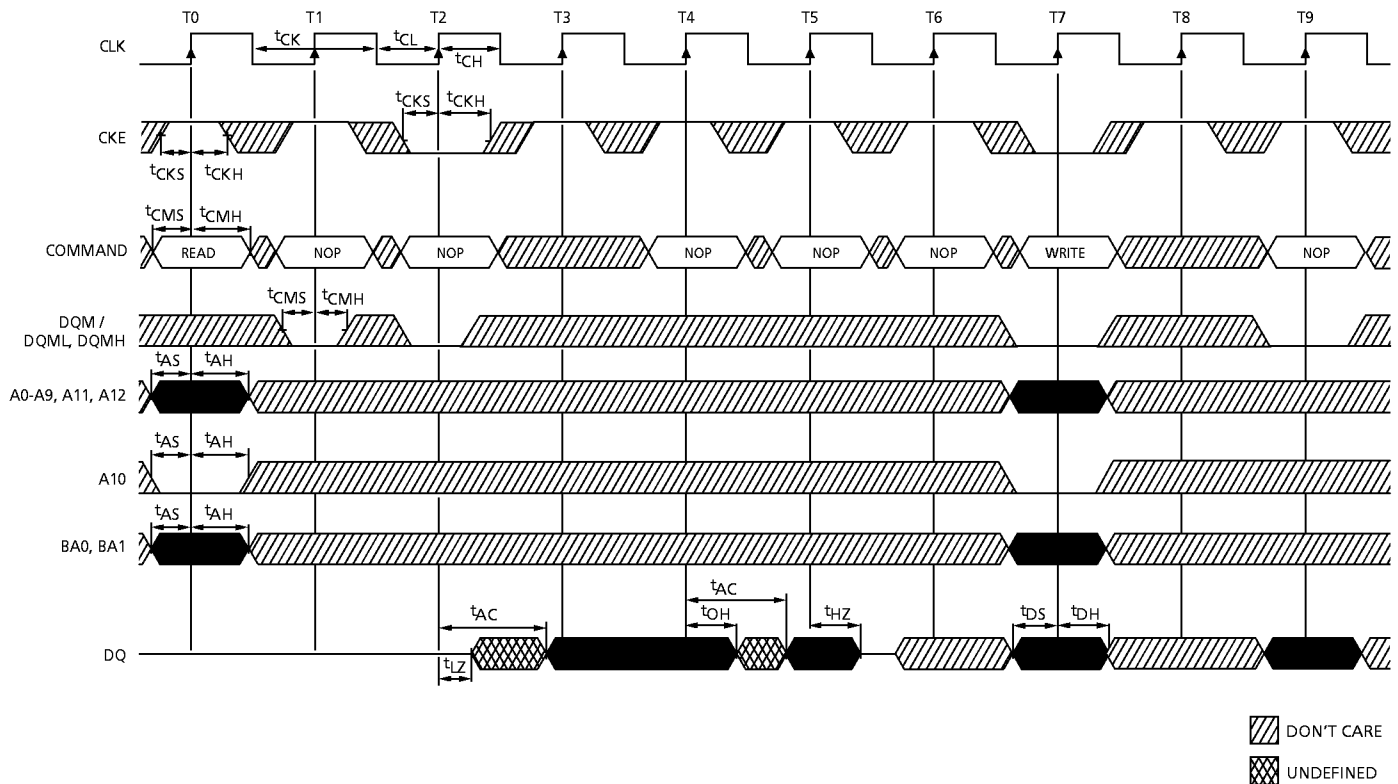 T0 T1 T2 T3 T4 T5 T6 T7 T8 T9
CLK tCK tCL
tCH
tCKS tCKH
CKE
tCKS tCKH
tCMS tCMH
COMMAND READ NOP NOP NOP NOP NOP WRITE NOP
tCMS tCMH
DQM /
DQML, DQMH
tAS tAH
A0-A9, A11, A12
tAS tAH
A10
tAS tAH
BA0, BA1
tAC
tAC tOH tHZ tDS tDH
DQ
tLZ
DON'T CARE
UNDEFINED